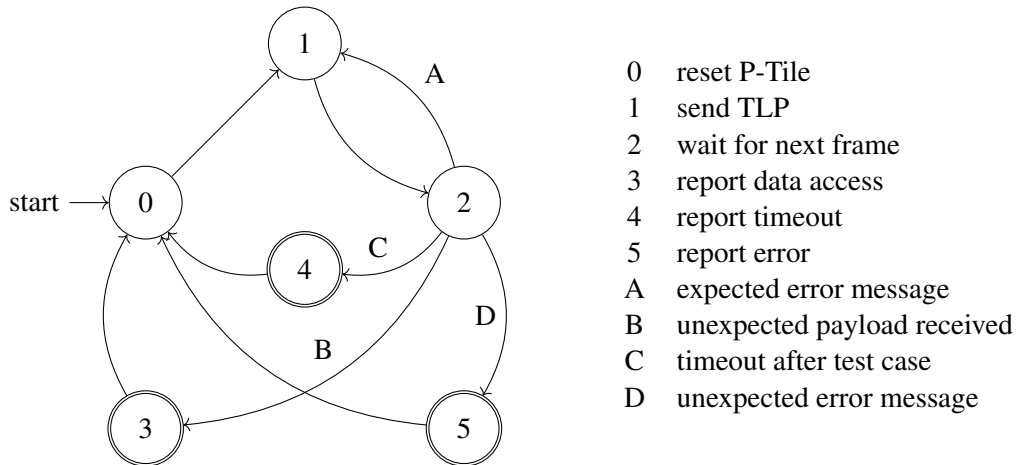 1
A
start
0
2
4
C
D
B
3
5
0 reset P-Tile
1 send TLP
2 wait for next frame
3 report data access
4 report timeout
5 report error
A expected error message
B unexpected payload received
C timeout after test case
D unexpected error message